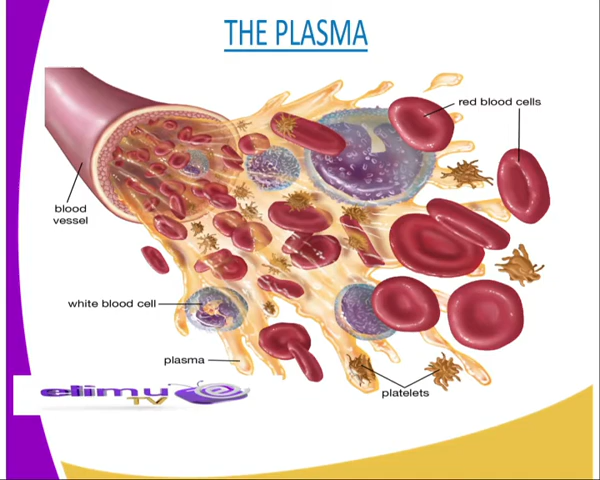 THE PLASMA
red blood cells
blood
vessel
white blood cell
plasma
platelets
elimu
TV